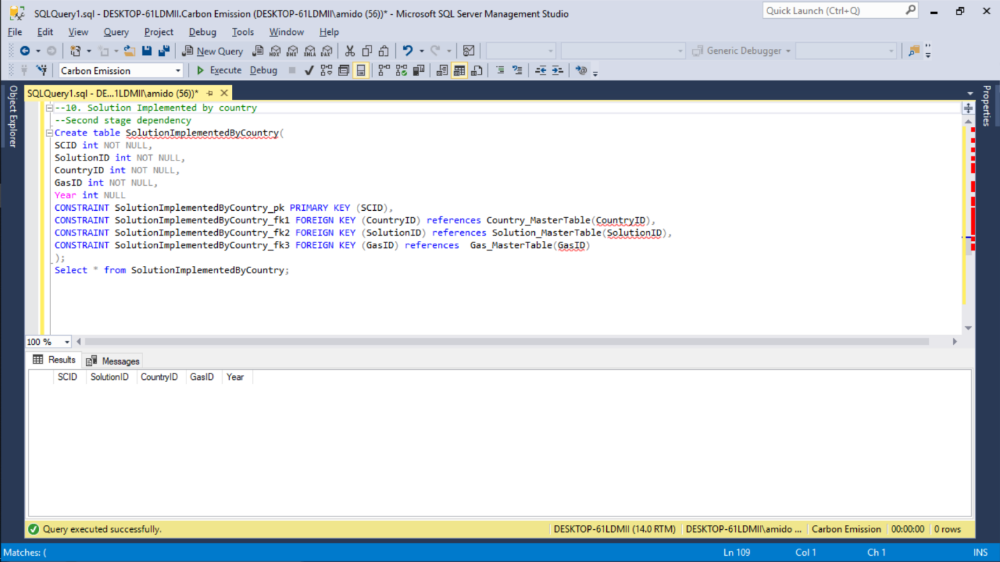 SQLQuery1.sql - DESKTOP-61LDMII.Carbon Emission (DESKTOP-61LDMII\amido (56))* - Microsoft SQL Server Management Studio
Quick Launch (Ctrl+Q)
File Edit View Query Project Debug Tools Window Help
New Query
MDX DMX XMLA DAX
Generic Debugger
Carbon Emission
Execute Debug
Object Explorer
SQLQuery1.sql - DE...1LDMII\amido (56))*
Properties
--10. Solution Implemented by country
--Second stage dependency
Create table SolutionImplementedByCountry(
SCID int NOT NULL,
SolutionID int NOT NULL,
CountryID int NOT NULL,
GasID int NOT NULL,
Year int NULL
CONSTRAINT SolutionImplementedByCountry_pk PRIMARY KEY (SCID),
CONSTRAINT SolutionImplementedByCountry_fk1 FOREIGN KEY (CountryID) references Country_MasterTable(CountryID),
CONSTRAINT SolutionImplementedByCountry_fk2 FOREIGN KEY (SolutionID) references Solution_MasterTable(SolutionID),
CONSTRAINT SolutionImplementedByCountry_fk3 FOREIGN KEY (GasID) references  Gas_MasterTable(GasID)
);
Select * from SolutionImplementedByCountry;
100 %
Results Messages
SCID SolutionID CountryID GasID Year
Query executed successfully.
DESKTOP-61LDMII (14.0 RTM) DESKTOP-61LDMII\amido ... Carbon Emission 00:00:00 0 rows
Matches: (
Ln 109 Col 1 Ch 1 INS